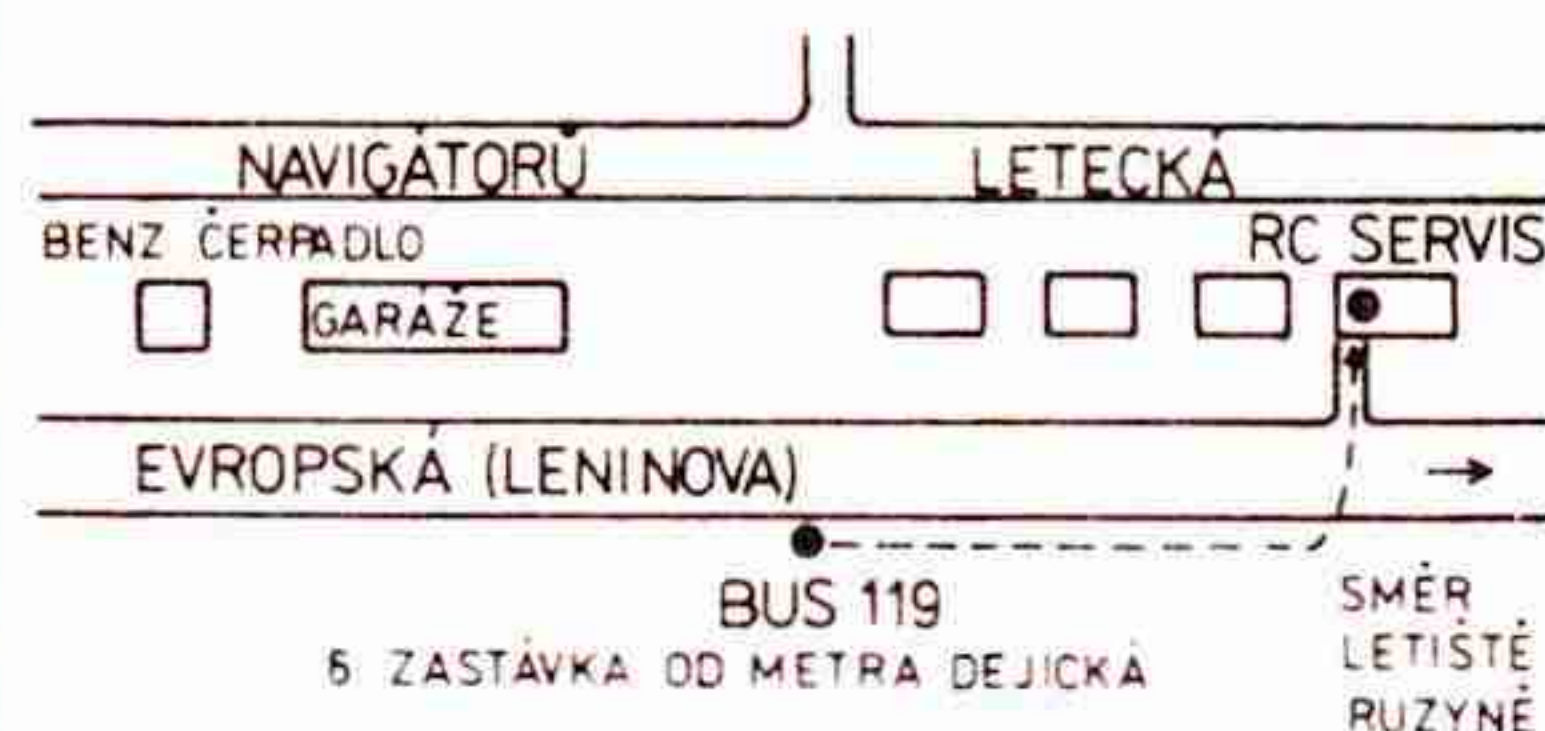 NAVIGÁTORŮ
LETECKÁ
BENZ ČERPADLO
RC SERVIS
GARÁŽE
EVROPSKÁ (LENINOVA)
BUS 119
6 ZASTÁVKA OD METRA DEJICKÁ
SMĚR
LETIŠTĚ
RUZYNĚ